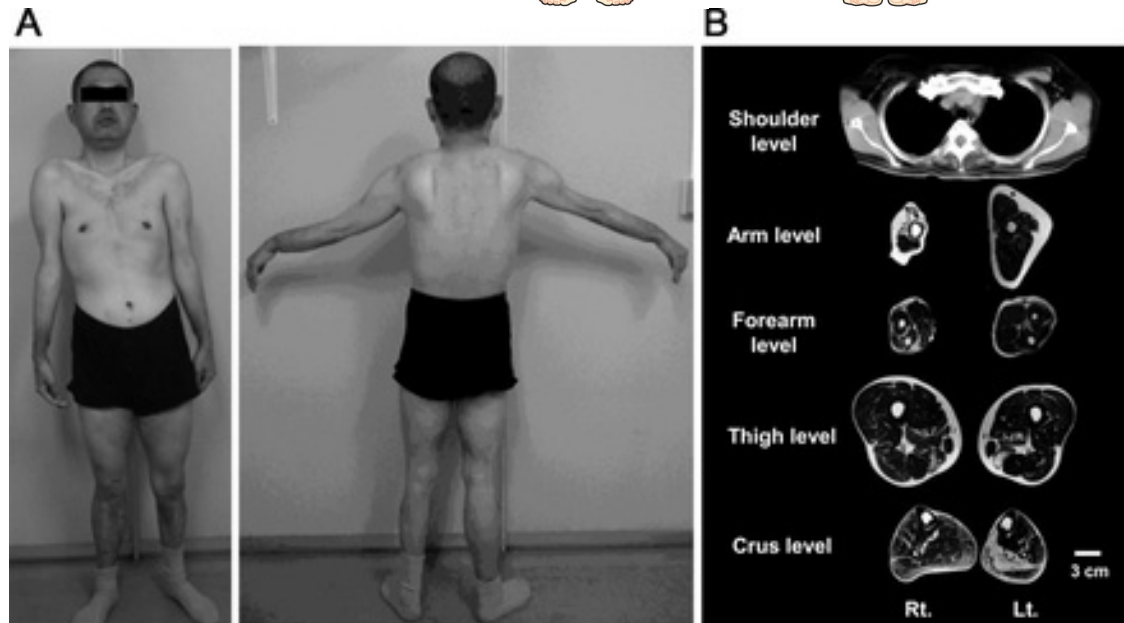 A
B
Shoulder
level
Arm level
Forearm
level
Thigh level
Crus level
3 cm
Rt.
Lt.